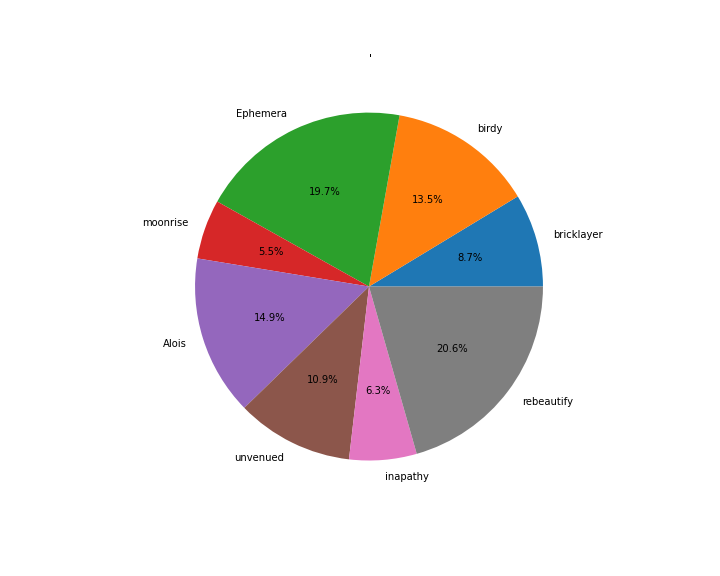 '
Ephemera
birdy
moonrise
19.7%
13.5%
bricklayer
5.5%
8.7%
14.9%
Alois
20.6%
10.9%
6.3%
rebeautify
unvenued
inapathy